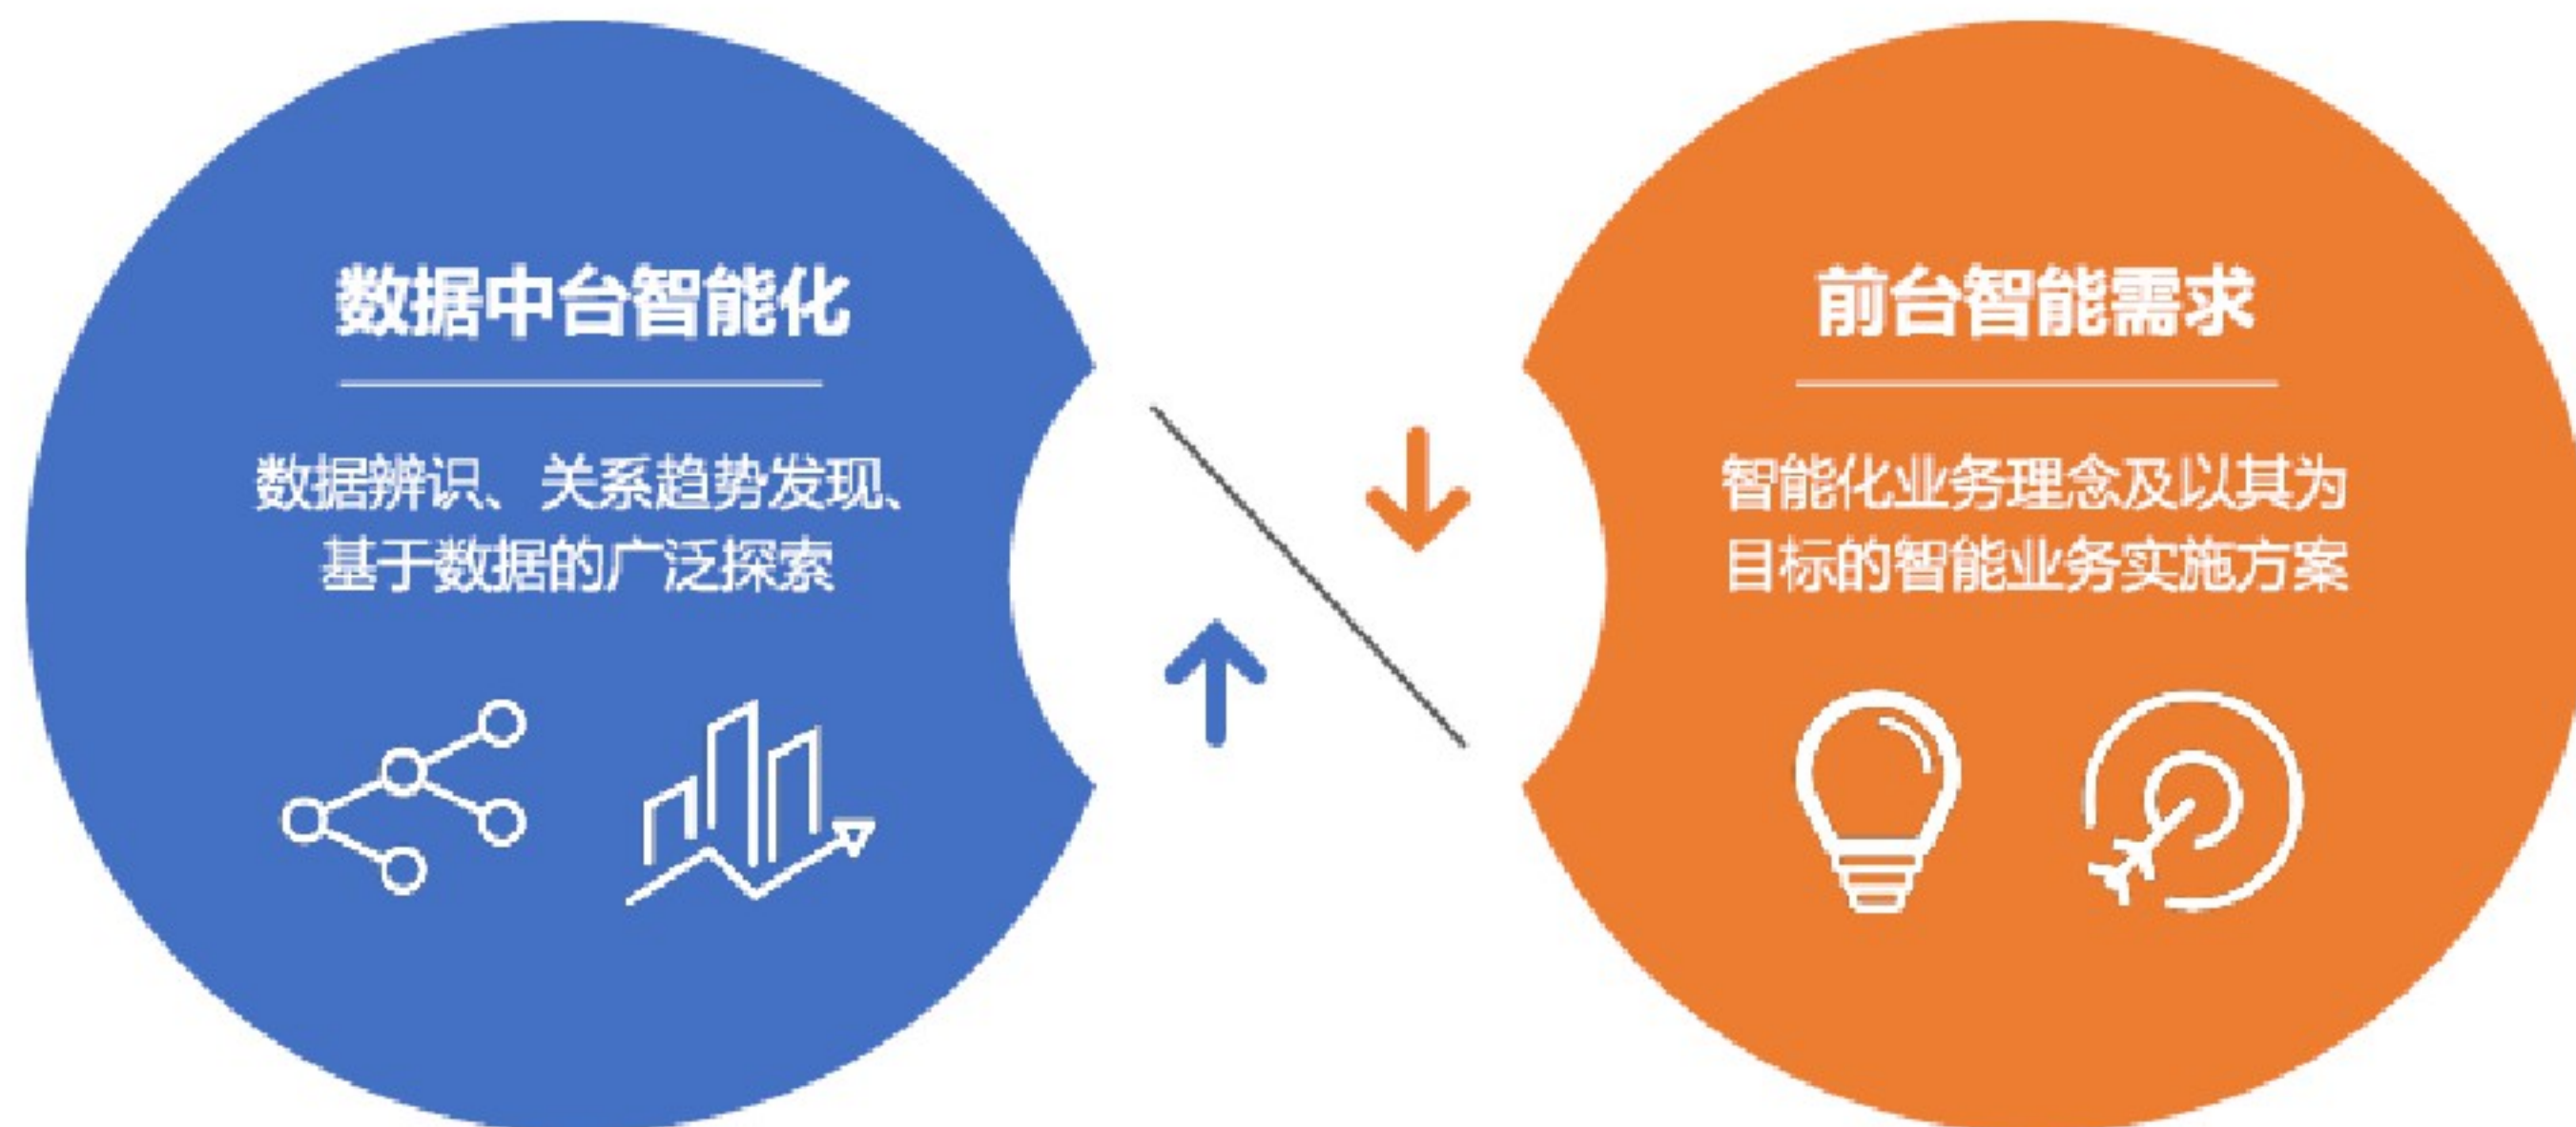 数据中台智能化
数据辨识、关系趋势发现、
基于数据的广泛探索
前台智能需求
智能化业务理念及以其为
目标的智能业务实施方案